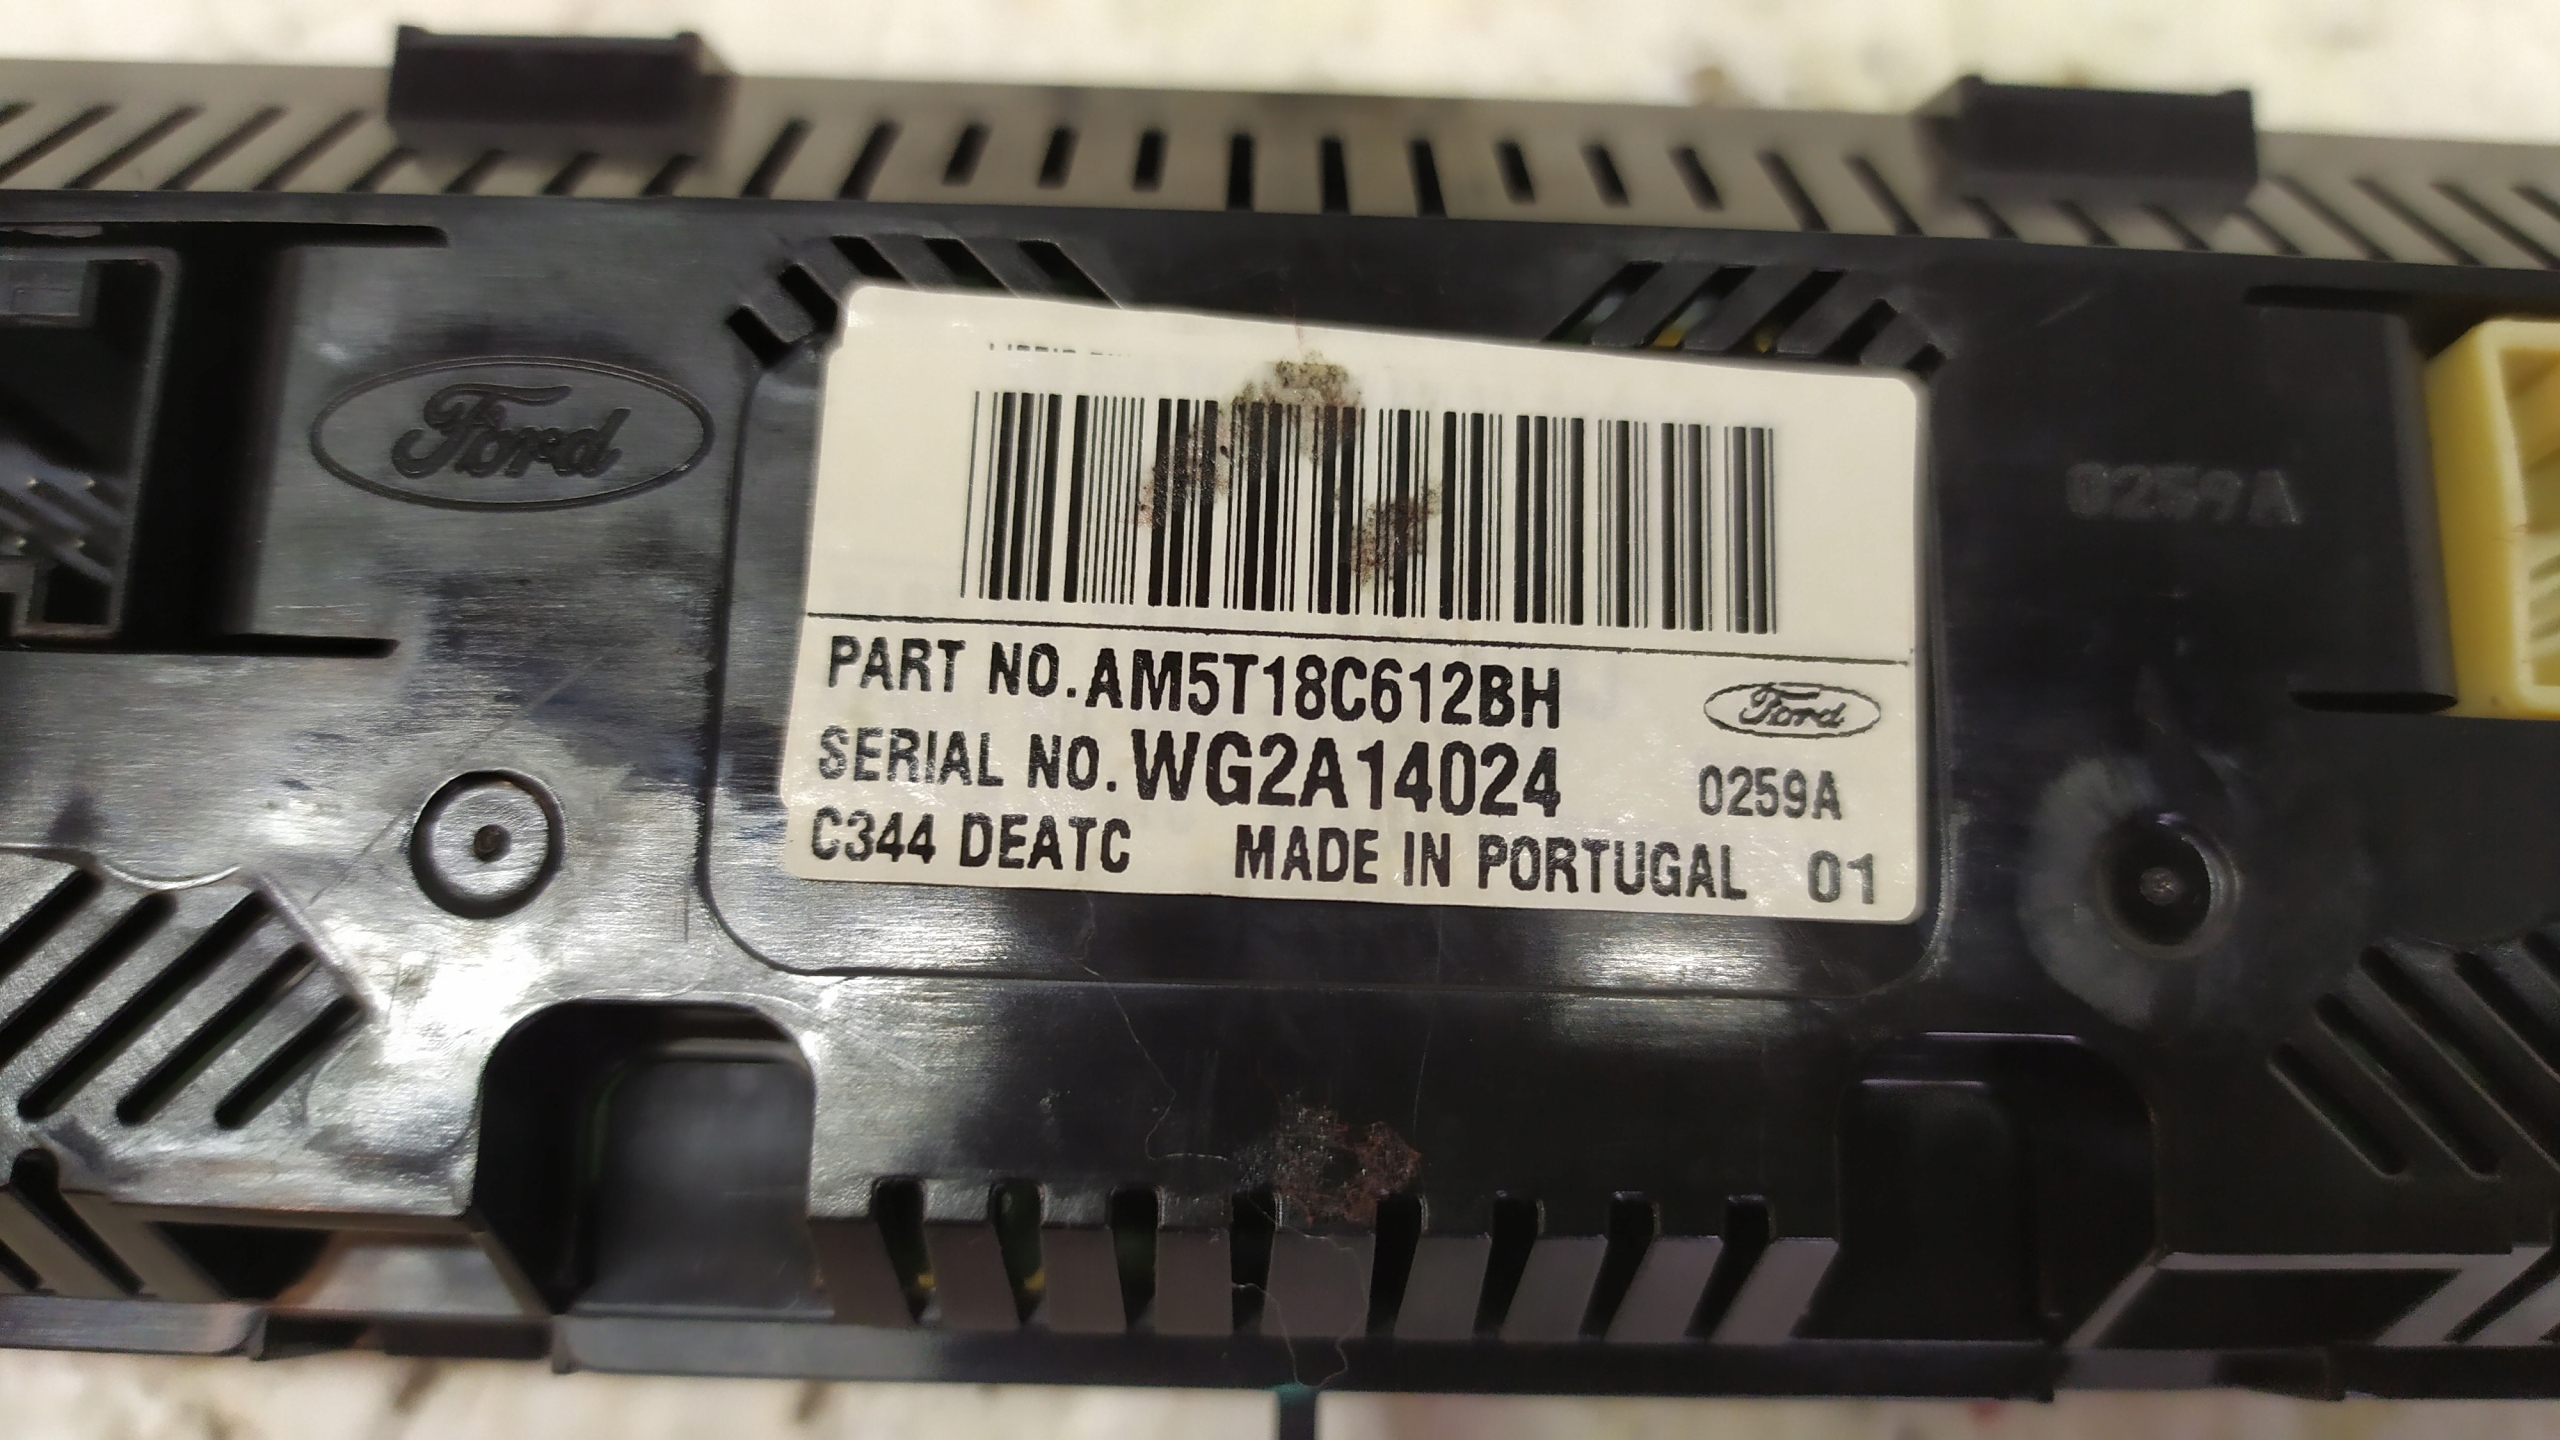 Ford
0259A
PART NO. AM5T18C612BH
Ford
SERIAL NO. WG2A14024
0259A
C344 DEATC MADE IN PORTUGAL 01